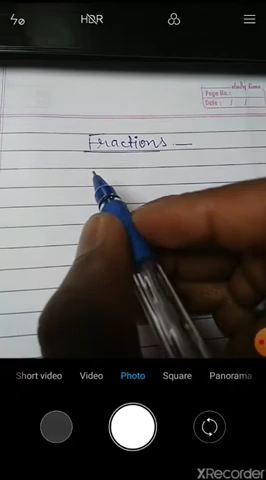 HDR
Page No.:
Date: / /
Fractions —
Short video Video Photo Square Panorama
XRecorder